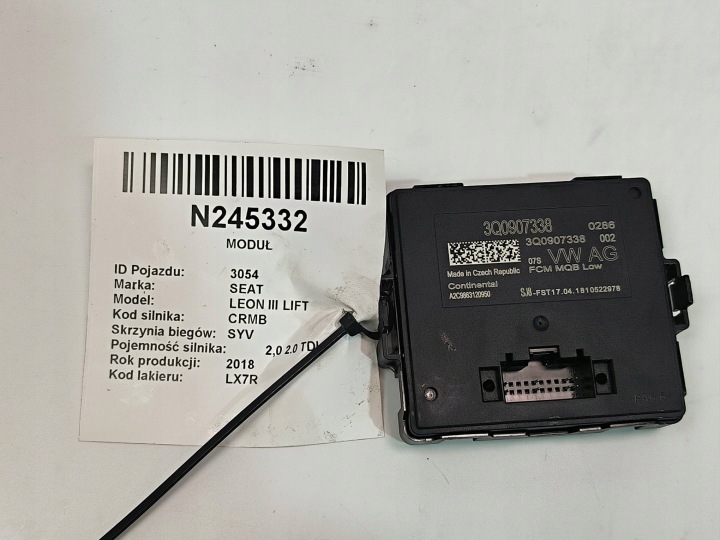 N245332
MODUŁ
ID Pojazdu: 3054
Marka: SEAT
Model: LEON III LIFT
Kod silnika: CRMB
Skrzynia biegów: SYV
Pojemność silnika: 2,0 2.0 TDI
Rok produkcji: 2018
Kod lakieru: LX7R
3Q0907338 0266
3Q0907338 002
07S VW AG
Made in Czech Republic FCM MQB Low
Continental
A2C9863120950 -FST17.04.1810522978